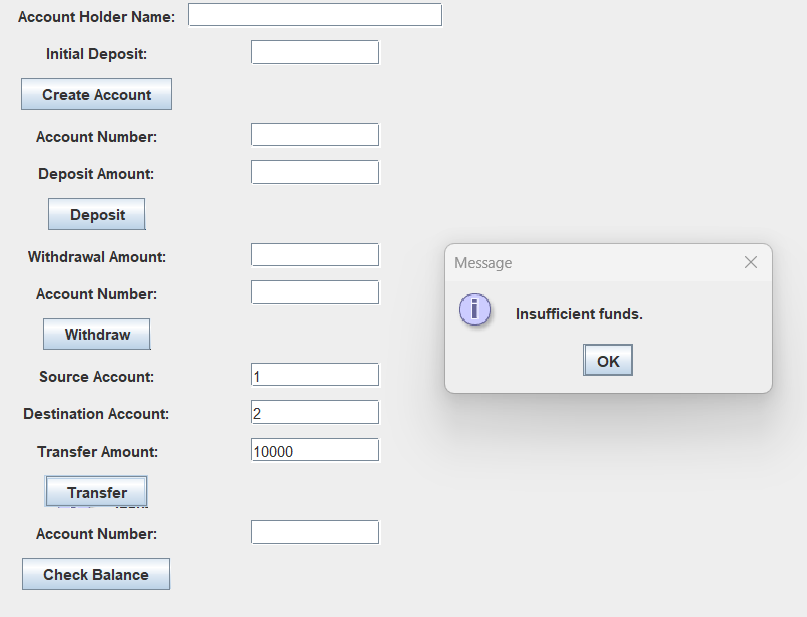 Account Holder Name:
Initial Deposit:
Create Account
Account Number:
Deposit Amount:
Deposit
Withdrawal Amount:
Account Number:
Withdraw
Source Account: 1
Destination Account: 2
Transfer Amount: 10000
Transfer
Account Number:
Check Balance
Message
i
Insufficient funds.
OK